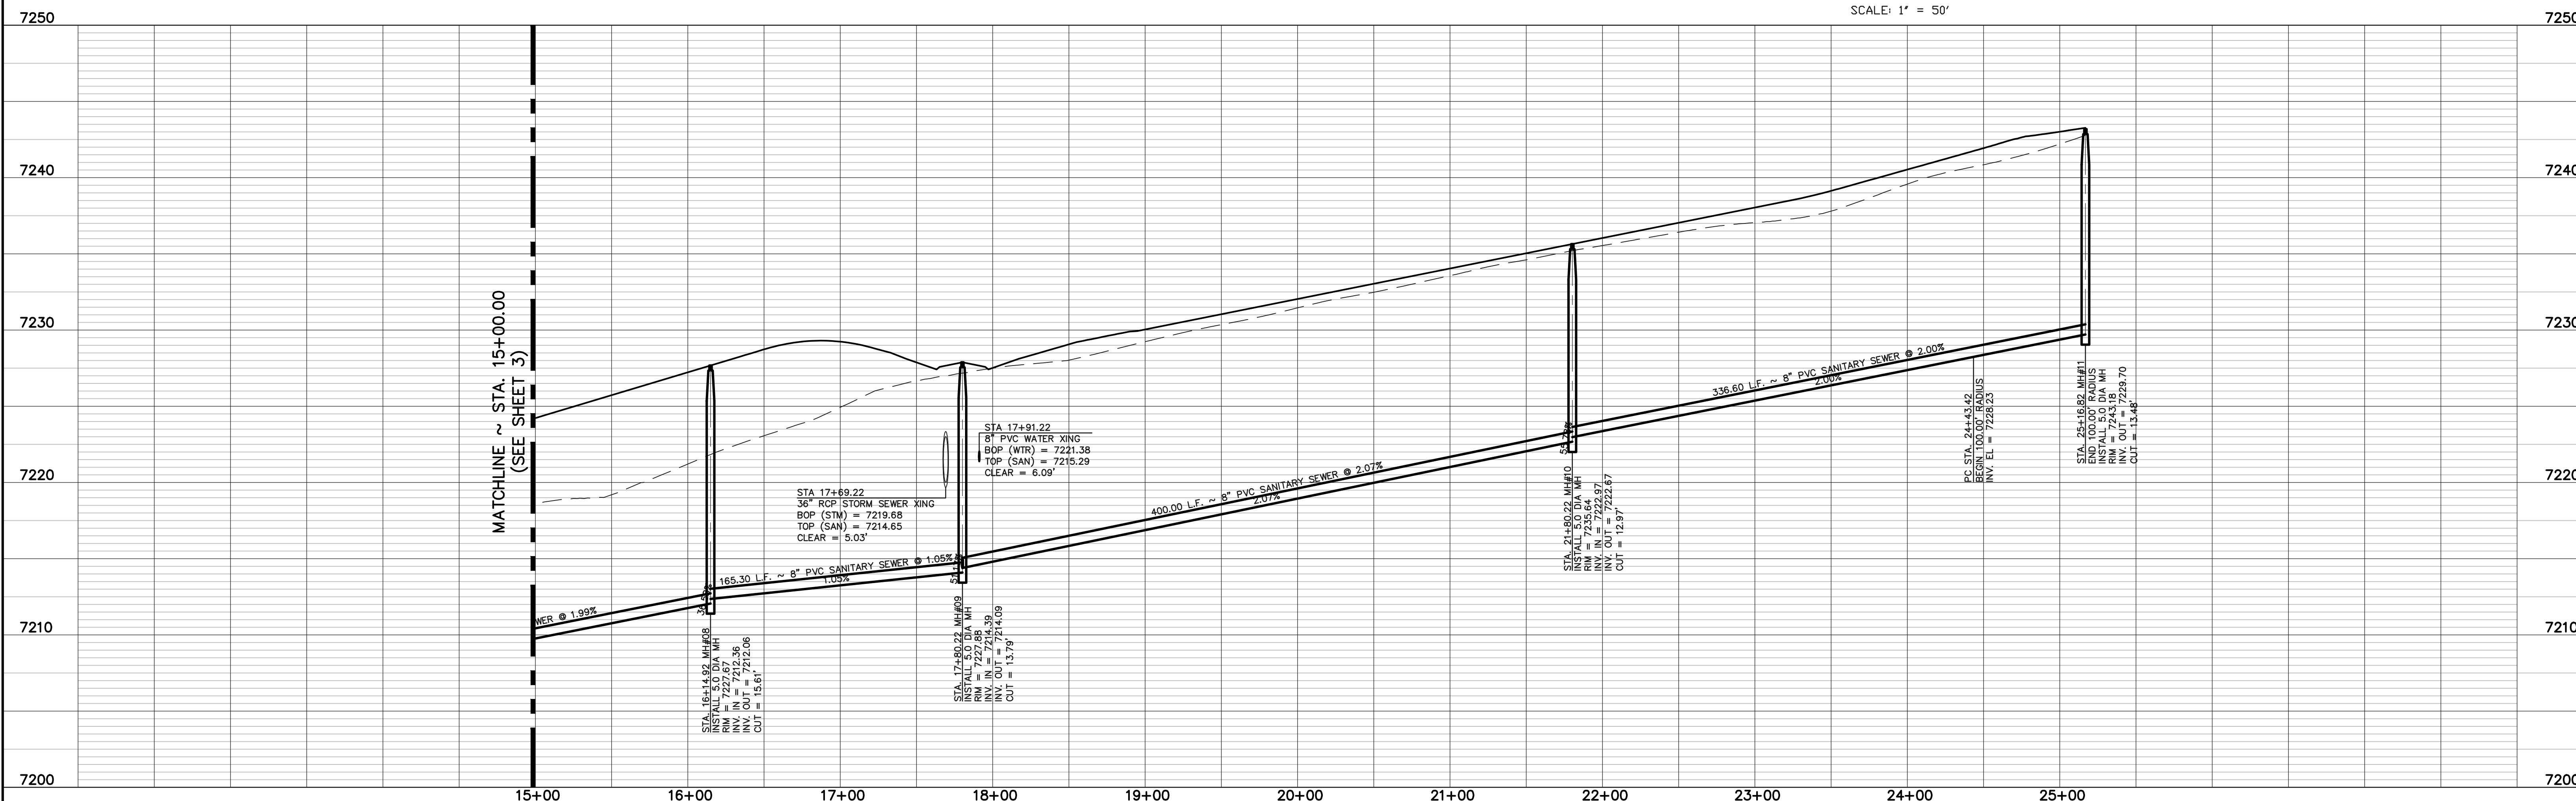 SCALE: 1" = 50'
7250
7250
7240
7240
7230
7230
7220
7220
7210
7210
7200
7200
MATCHLINE ~ STA. 15+00.00
(SEE SHEET 3)
WER @ 1.99%
STA. 16+14.92 MH#08
INSTALL 5.0 DIA MH
RIM = 7227.67
INV. IN = 7212.36
INV. OUT = 7212.06
CUT = 15.61'
165.30 L.F. ~ 8" PVC SANITARY SEWER @ 1.05%
1.05%
STA 17+69.22
36" RCP STORM SEWER XING
BOP (STM) = 7219.68
TOP (SAN) = 7214.65
CLEAR = 5.03'
STA. 17+80.22 MH#09
INSTALL 5.0 DIA MH
RIM = 7227.88
INV. IN = 7214.39
INV. OUT = 7214.09
CUT = 13.79'
STA 17+91.22
8" PVC WATER XING
BOP (WTR) = 7221.38
TOP (SAN) = 7215.29
CLEAR = 6.09'
400.00 L.F. ~ 8" PVC SANITARY SEWER @ 2.07%
2.07%
STA. 21+80.22 MH#10
INSTALL 5.0 DIA MH
RIM = 7235.64
INV. IN = 7222.97
INV. OUT = 7222.67
CUT = 12.97'
336.60 L.F. ~ 8" PVC SANITARY SEWER @ 2.00%
2.00%
PC STA. 24+43.42
BEGIN 100.00' RADIUS
INV. EL = 7228.23
STA. 25+16.82 MH#11
END 100.00' RADIUS
INSTALL 5.0 DIA MH
RIM = 7243.18
INV. OUT = 7229.70
CUT = 13.48'
15+00
16+00
17+00
18+00
19+00
20+00
21+00
22+00
23+00
24+00
25+00